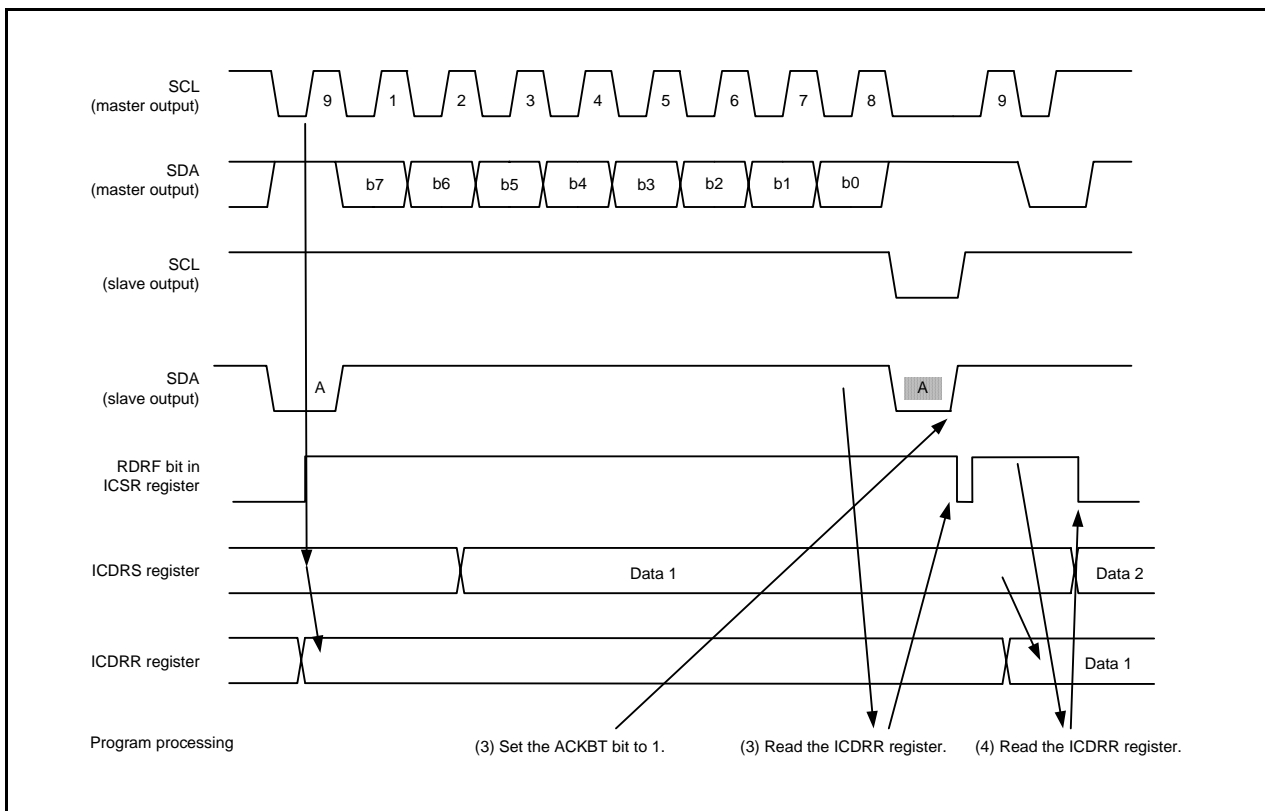 SCL
(master output)
9 1 2 3 4 5 6 7 8 9
SDA
(master output)
b7 b6 b5 b4 b3 b2 b1 b0
SCL
(slave output)
SDA
(slave output)
A A
RDRF bit in
ICSR register
ICDRS register
Data 1 Data 2
ICDRR register
Data 1
Program processing
(3) Set the ACKBT bit to 1. (3) Read the ICDRR register. (4) Read the ICDRR register.